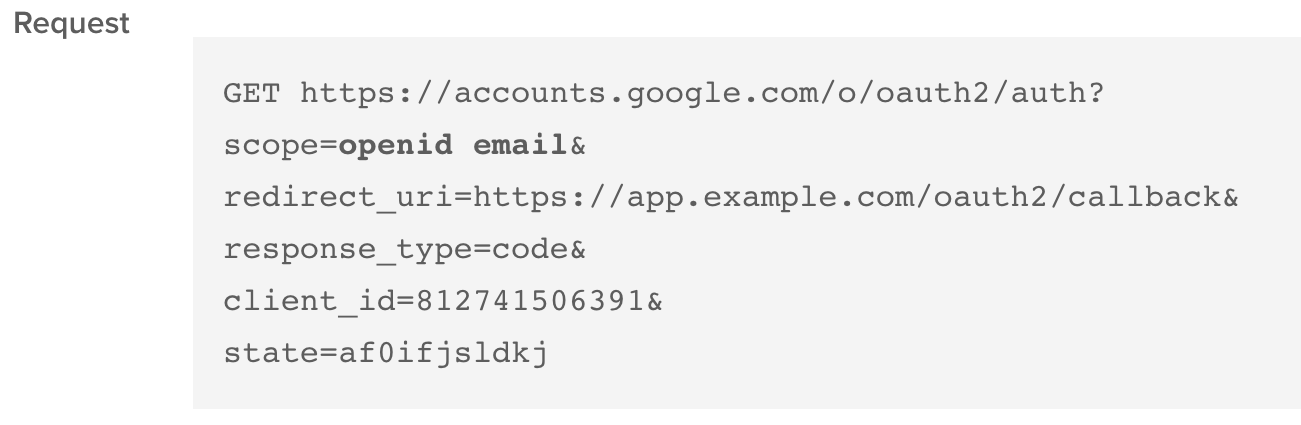 Request
GET https://accounts.google.com/o/oauth2/auth?
scope=openid email&
redirect_uri=https://app.example.com/oauth2/callback&
response_type=code&
client_id=812741506391&
state=af0ifjsldkj